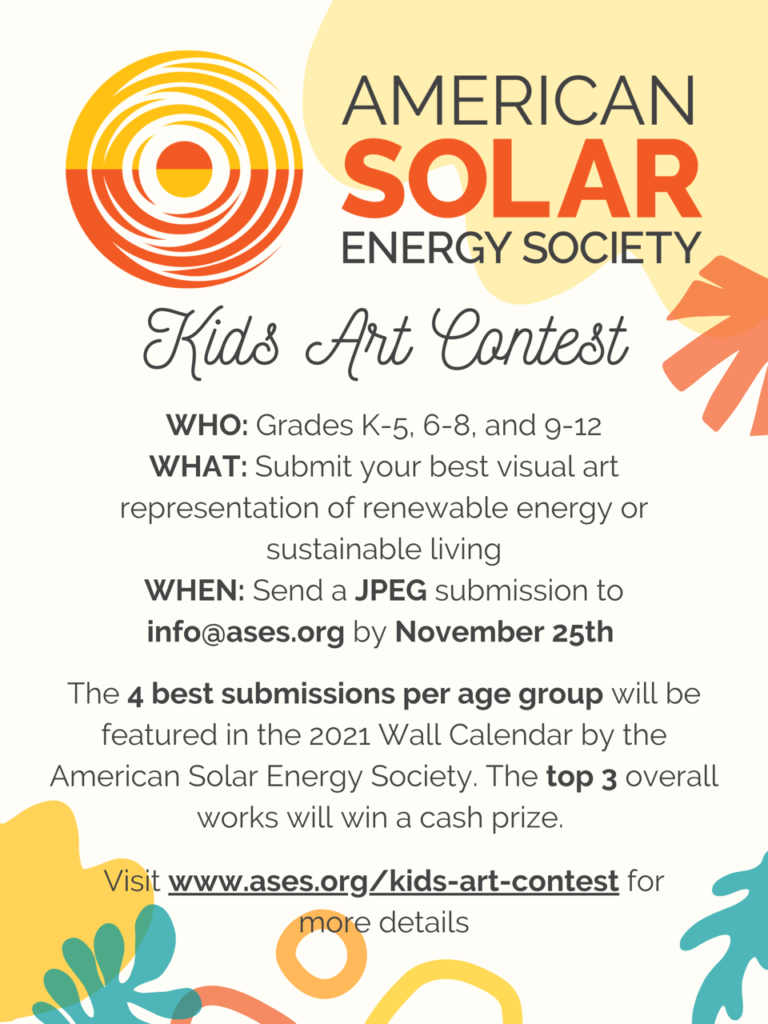 AMERICAN
SOLAR
ENERGY SOCIETY
Kids Art Contest
WHO: Grades K-5, 6-8, and 9-12
WHAT: Submit your best visual art
representation of renewable energy or
sustainable living
WHEN: Send a JPEG submission to
info@ases.org by November 25th
The 4 best submissions per age group will be
featured in the 2021 Wall Calendar by the
American Solar Energy Society. The top 3 overall
works will win a cash prize.
Visit www.ases.org/kids-art-contest for
more details